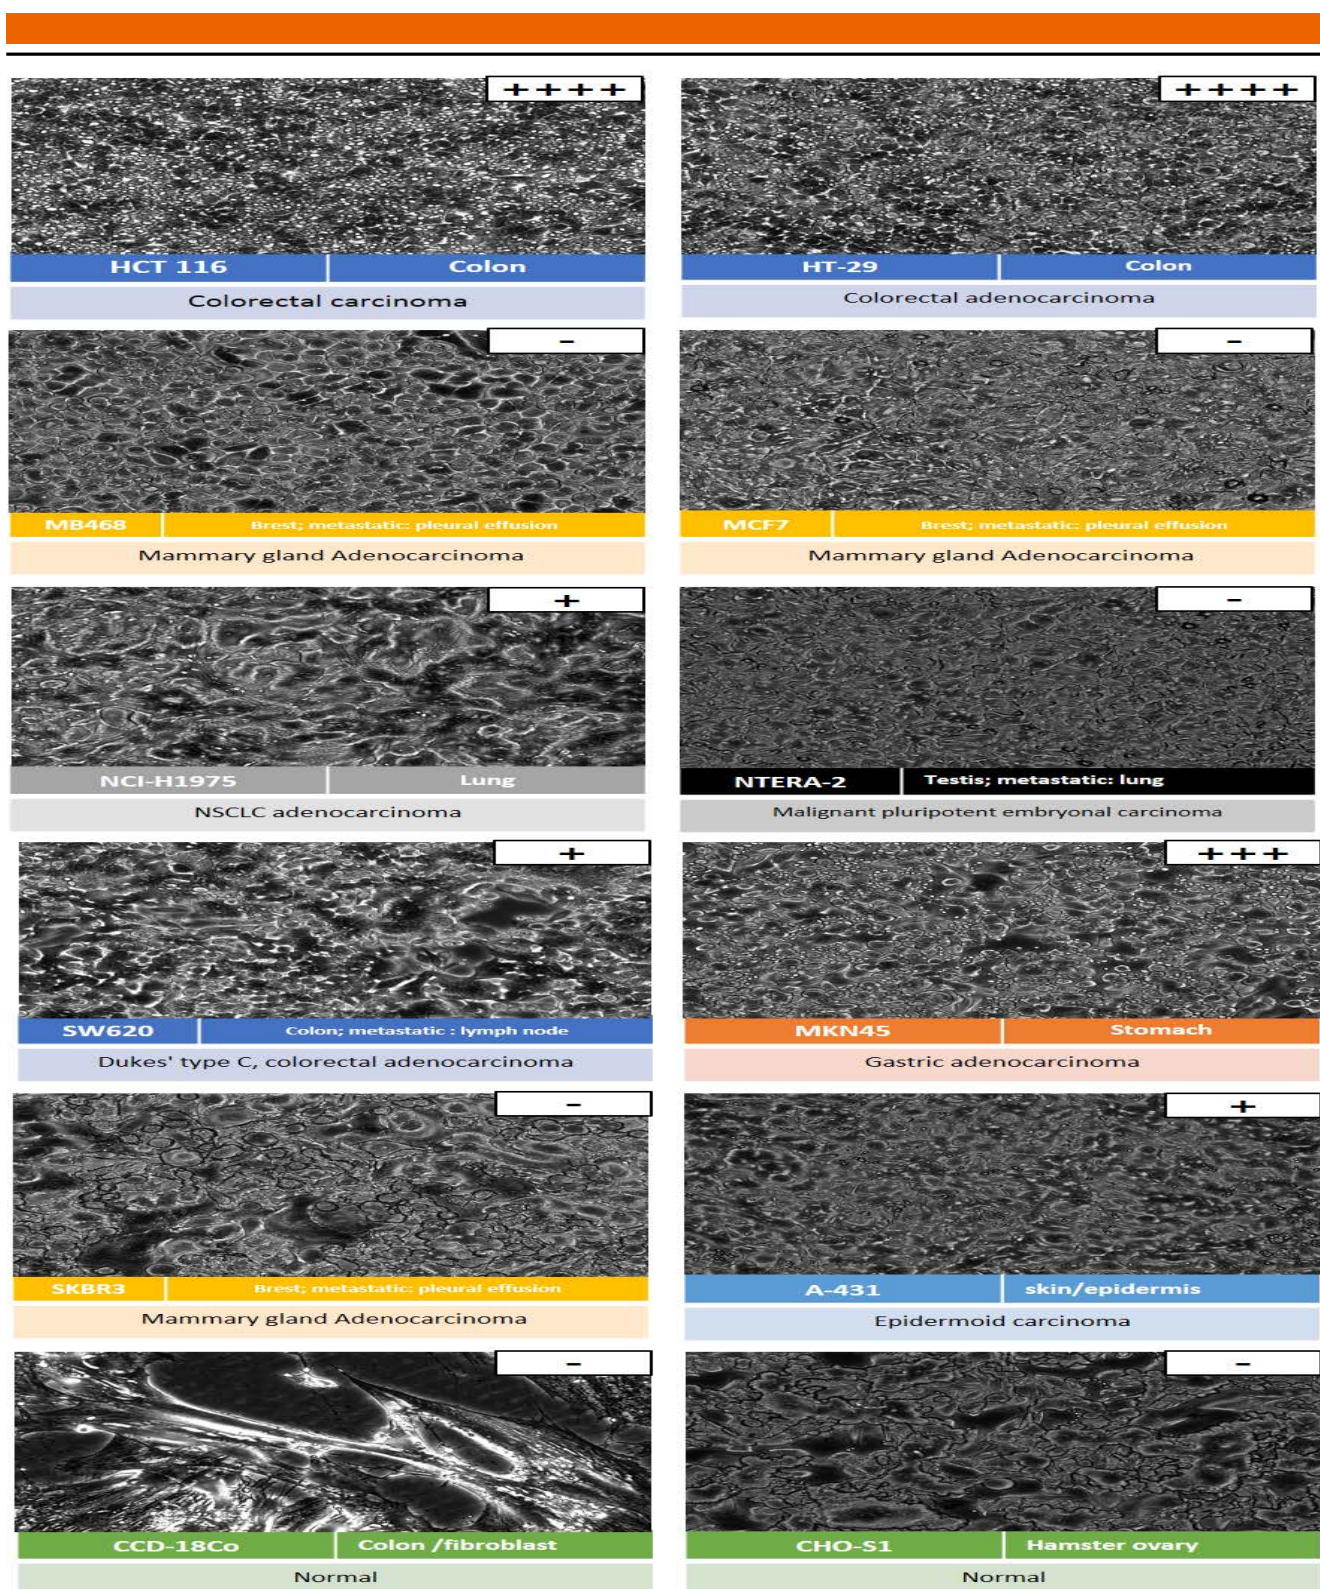 ++++
++++
HCT 116 Colon
HT-29 Colon
Colorectal carcinoma
Colorectal adenocarcinoma
-
-
MB468 Brest; metastatic: pleural effusion
MCF7 Brest; metastatic: pleural effusion
Mammary gland Adenocarcinoma
Mammary gland Adenocarcinoma
+
-
NCI-H1975 Lung
NTERA-2 Testis; metastatic: lung
NSCLC adenocarcinoma
Malignant pluripotent embryonal carcinoma
+
+++
SW620 Colon; metastatic : lymph node
MKN45 Stomach
Dukes' type C, colorectal adenocarcinoma
Gastric adenocarcinoma
-
+
SKBR3 Brest; metastatic: pleural effusion
A-431 skin/epidermis
Mammary gland Adenocarcinoma
Epidermoid carcinoma
-
-
CCD-18Co Colon /fibroblast
CHO-S1 Hamster ovary
Normal
Normal